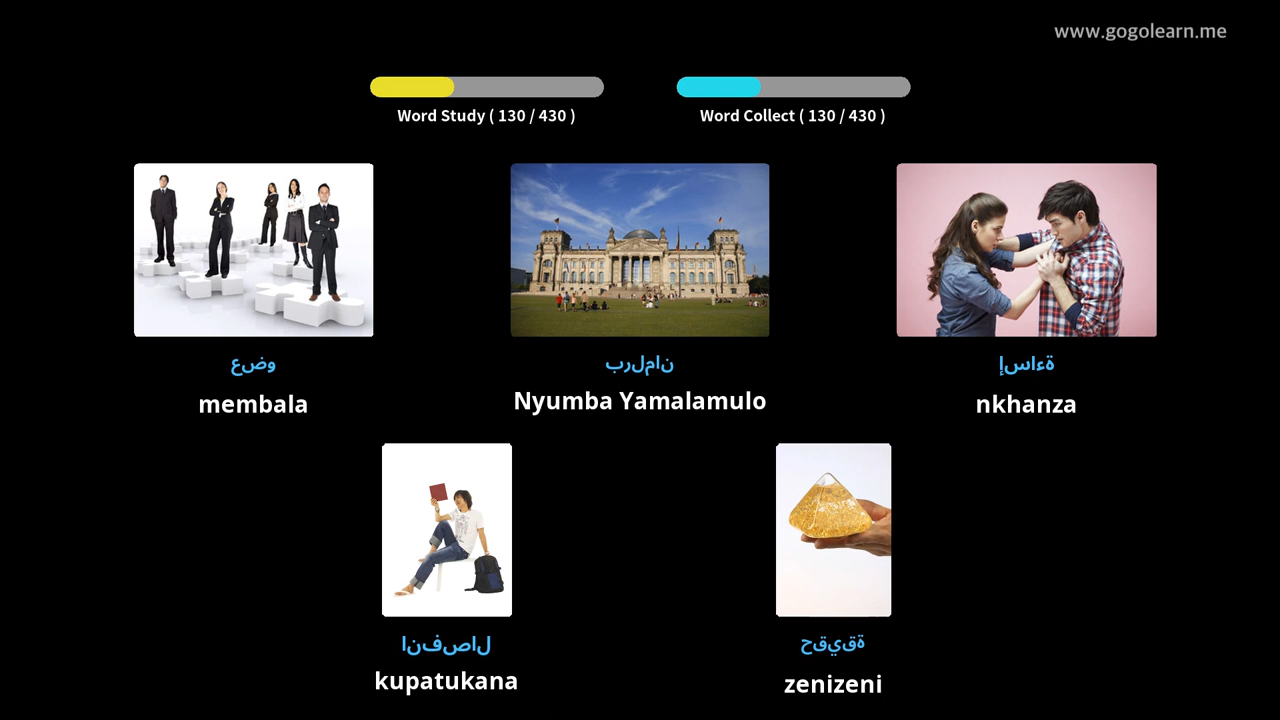 www.gogolearn.me
Word Study ( 130 / 430 )
Word Collect ( 130 / 430 )
عضو
membala
برلمان
Nyumba Yamalamulo
إساءة
nkhanza
انفصال
kupatukana
حقيقة
zenizeni